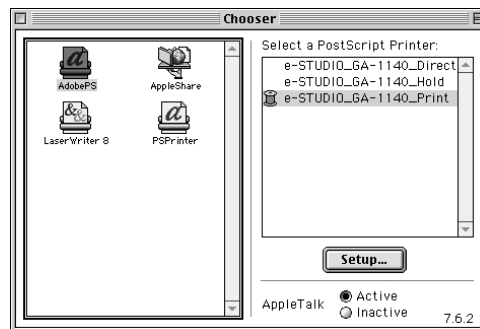 Chooser
AdobePS
AppleShare
LaserWriter 8
PSPrinter
Select a PostScript Printer:
e-STUDIO_GA-1140_Direct
e-STUDIO_GA-1140_Hold
e-STUDIO_GA-1140_Print
Setup...
AppleTalk
Active
Inactive
7.6.2